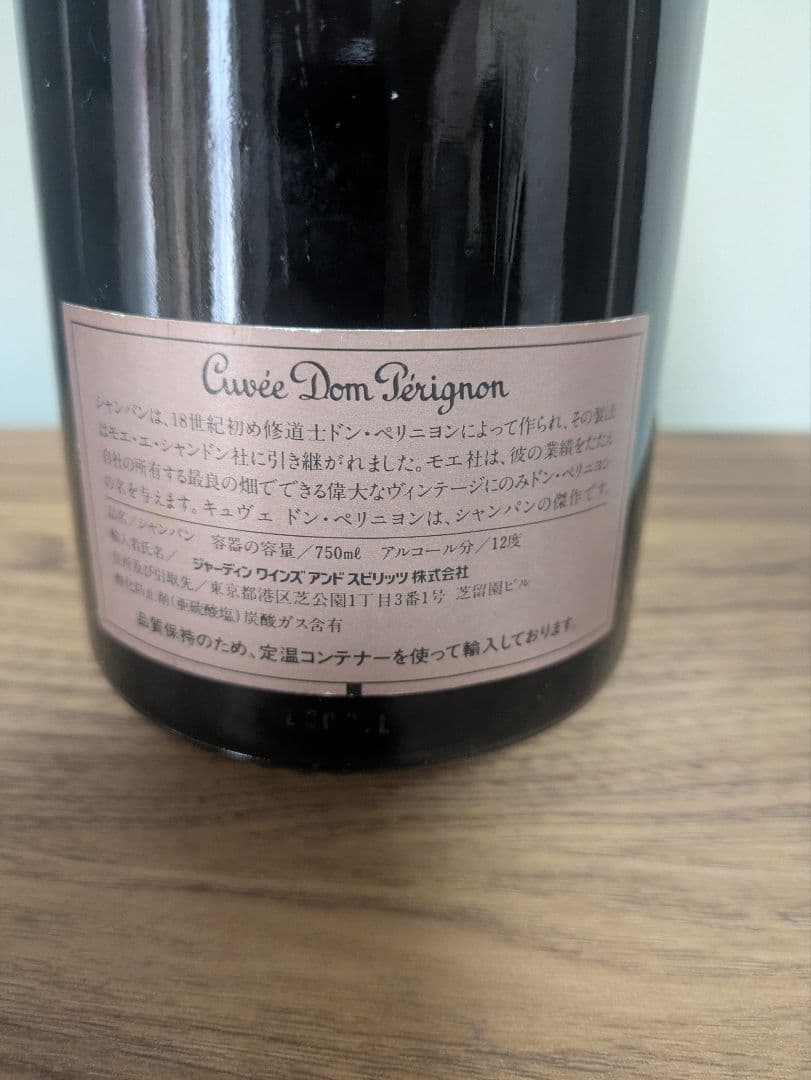 Cuvée Dom Pérignon
シャンパンは、18世紀初め修道士ドン・ペリニヨンによって作られ、その製法
はモエ・エ・シャンドン社に引き継がれました。モエ社は、彼の業績をたたえ
自社の所有する最良の畑でできる偉大なヴィンテージにのみドン・ペリニヨン
の名を与えます。キュヴェ ドン・ペリニヨンは、シャンパンの傑作です。
品名/シャンパン 容器の容量/750mℓ アルコール分/12度
輸入者氏名/ ジャーディン ワインズ アンド スピリッツ 株式会社
住所及び引取先/東京都港区芝公園1丁目3番1号 芝留園ビル
酸化防止剤(亜硫酸塩)炭酸ガス含有
品質保持のため、定温コンテナーを使って輸入しております。